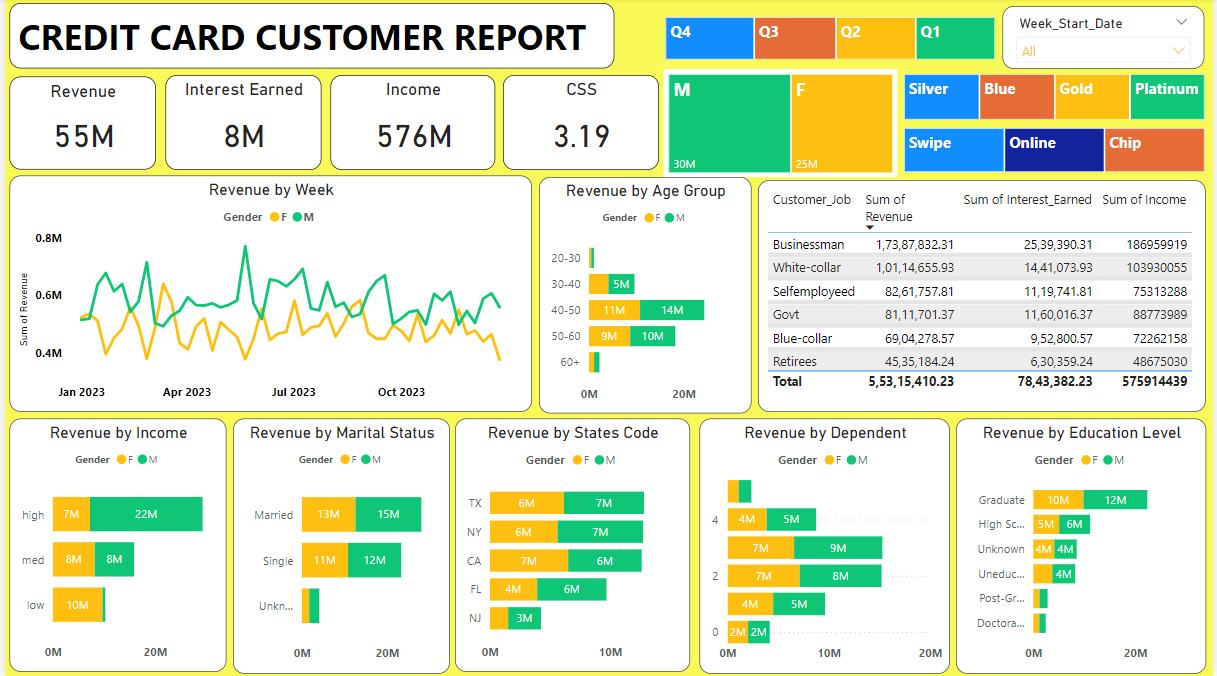 CREDIT CARD CUSTOMER REPORT
Q4 Q3 Q2 Q1
Week_Start_Date
All
Revenue
55M
Interest Earned
8M
Income
576M
CSS
3.19
M F
30M 25M
Silver Blue Gold Platinum
Swipe Online Chip
Revenue by Week
Gender F M
Sum of Revenue
0.8M
0.6M
0.4M
Jan 2023 Apr 2023 Jul 2023 Oct 2023
Revenue by Age Group
Gender F M
20-30
30-40 5M
40-50 11M 14M
50-60 9M 10M
60+
0M 20M
Customer_Job Sum of Revenue Sum of Interest_Earned Sum of Income
Businessman 1,73,87,832.31 25,39,390.31 186959919
White-collar 1,01,14,655.93 14,41,073.93 103930055
Selfemployeed 82,61,757.81 11,19,741.81 75313288
Govt 81,11,701.37 11,60,016.37 88773989
Blue-collar 69,04,278.57 9,52,800.57 72262158
Retirees 45,35,184.24 6,30,359.24 48675030
Total 5,53,15,410.23 78,43,382.23 575914439
Revenue by Income
Gender F M
high 7M 22M
med 8M 8M
low 10M
0M 20M
Revenue by Marital Status
Gender F M
Married 13M 15M
Single 11M 12M
Unkn...
0M 20M
Revenue by States Code
Gender F M
TX 6M 7M
NY 6M 7M
CA 7M 6M
FL 4M 6M
NJ 3M
0M 10M
Revenue by Dependent
Gender F M
4 4M 5M
7M 9M
2 7M 8M
4M 5M
0 2M 2M
0M 10M 20M
Revenue by Education Level
Gender F M
Graduate 10M 12M
High Sc... 5M 6M
Unknown 4M 4M
Uneduc... 4M
Post-Gr...
Doctora...
0M 20M